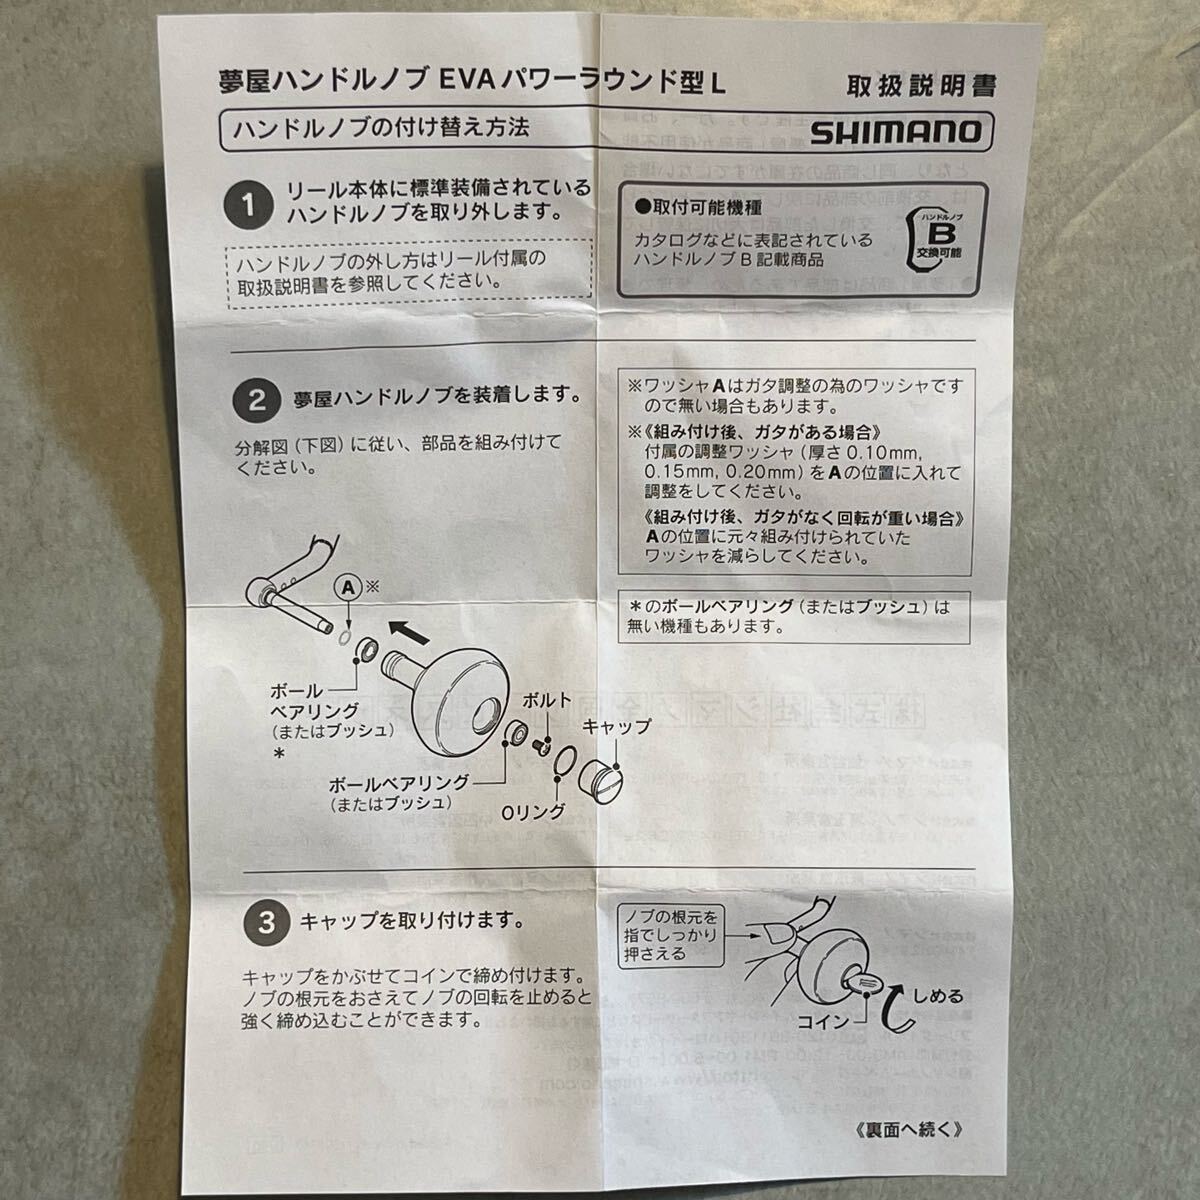 夢屋ハンドルノブ EVAパワーラウンド型L
取扱説明書
ハンドルノブの付け替え方法
SHIMANO
1
リール本体に標準装備されている
ハンドルノブを取り外します。
ハンドルノブの外し方はリール付属の
取扱説明書を参照してください。
●取付可能機種
カタログなどに表記されている
ハンドルノブB記載商品
ハンドルノブ
B
交換可能
2
夢屋ハンドルノブを装着します。
分解図（下図）に従い、部品を組み付けて
ください。
※ワッシャAはガタ調整の為のワッシャです
ので無い場合もあります。
※《組み付け後、ガタがある場合》
付属の調整ワッシャ（厚さ0.10mm,
0.15mm, 0.20mm）をAの位置に入れて
調整をしてください。
《組み付け後、ガタがなく回転が重い場合》
Aの位置に元々組み付けられていた
ワッシャを減らしてください。
＊のボールベアリング（またはブッシュ）は
無い機種もあります。
A※
ボール
ベアリング
（またはブッシュ）
＊
ボールベアリング
（またはブッシュ）
ボルト
キャップ
Oリング
3
キャップを取り付けます。
キャップをかぶせてコインで締め付けます。
ノブの根元をおさえてノブの回転を止めると
強く締め込むことができます。
ノブの根元を
指でしっかり
押さえる
しめる
コイン
《裏面へ続く》